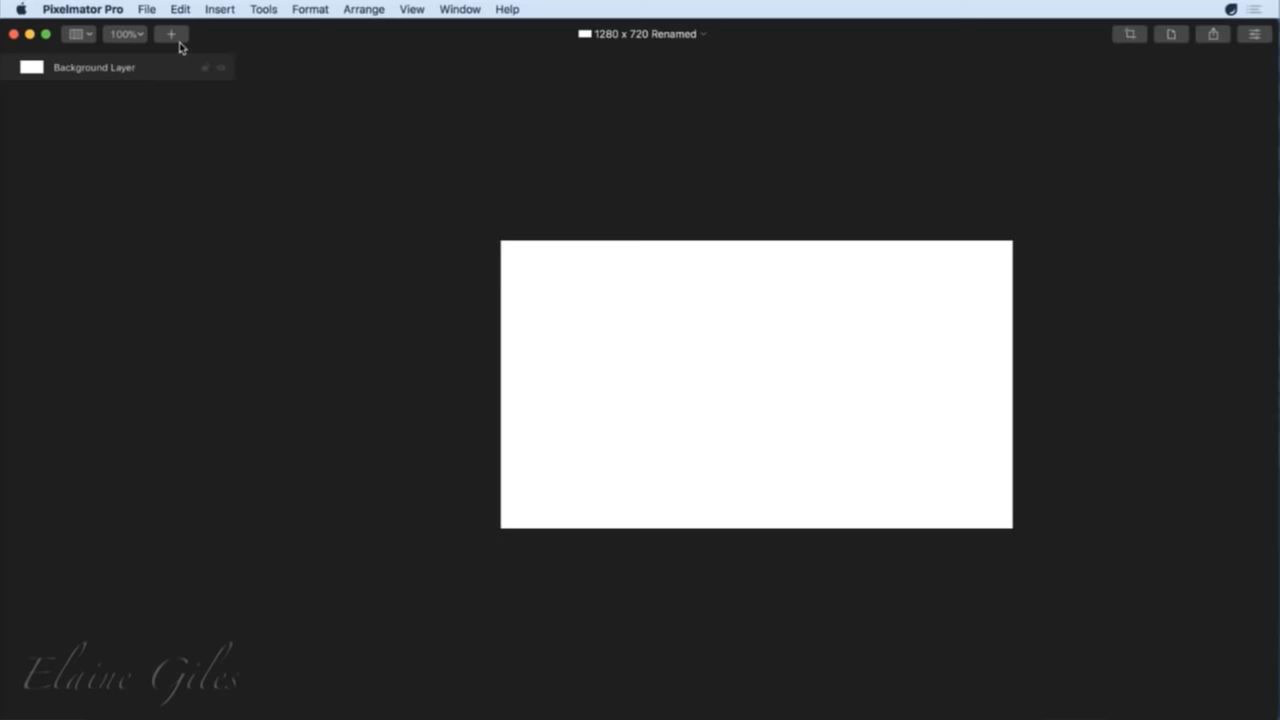 Pixelmator Pro File Edit Insert Tools Format Arrange View Window Help
100% 1280 x 720 Renamed
Background Layer
Elaine Giles